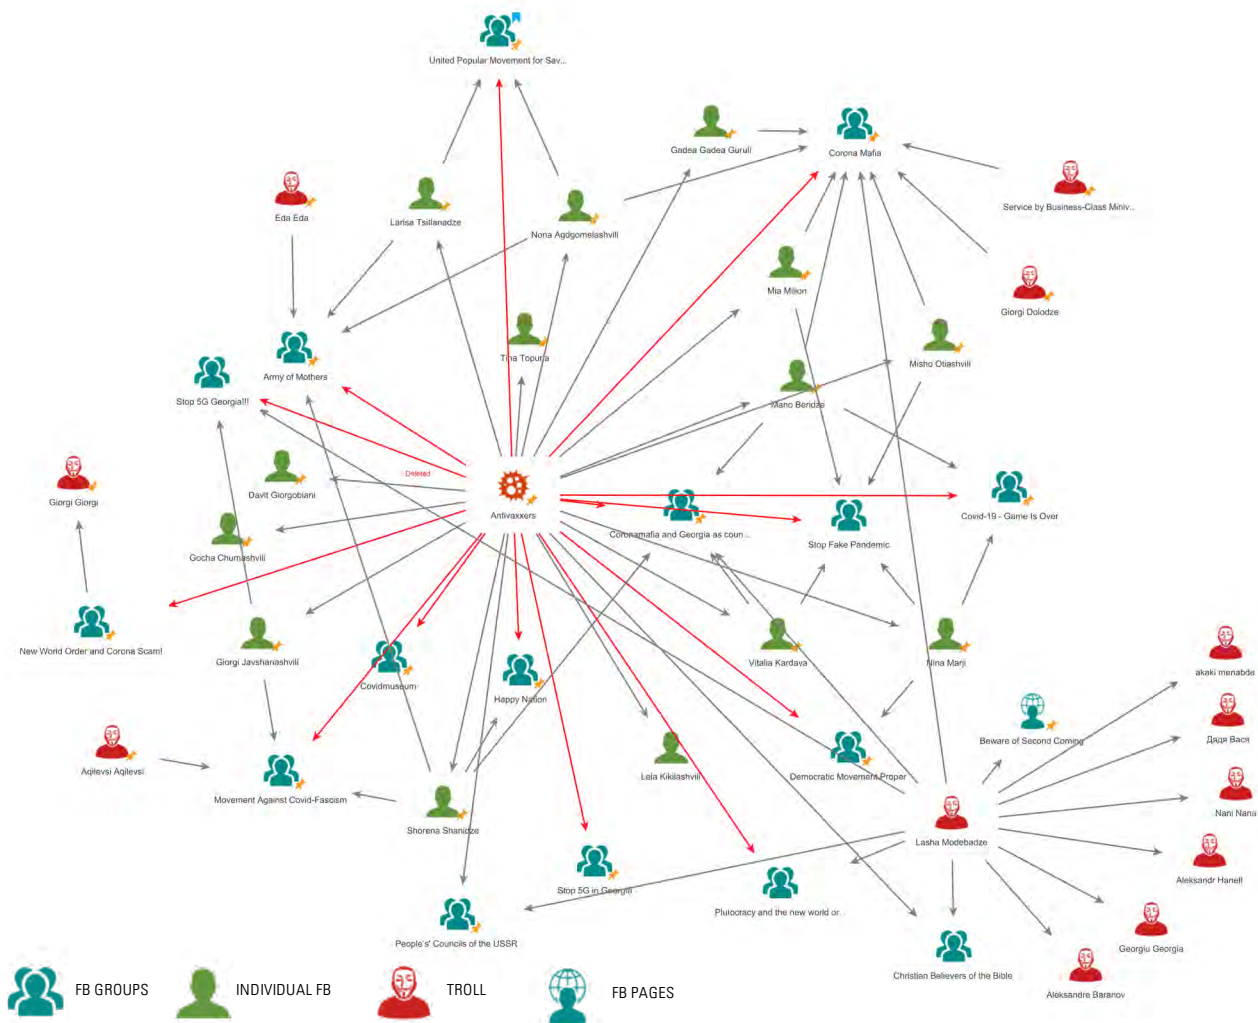 United Popular Movement for Sav...
Gadea Gadea Guruli
Corona Mafia
Service by Business-Class Miniv...
Eda Eda
Larisa Tsilanadze
Nona Agdgomelashvili
Mia Milion
Giorgi Dolodze
Tina Topuria
Misho Otiashvili
Army of Mothers
Stop 5G Georgia!!!
Mano Beridze
Deleted
Giorgi Giorgi
Davit Giorgobiani
Antivaxxers
Covid-19 - Game Is Over
Coronamafia and Georgia as coun...
Stop Fake Pandemic
Gocha Chumashvili
New World Order and Corona Scam!
Giorgi Javshanashvili
Vitalia Kardava
Nina Marji
akaki menabde
Covidmuseum
Happy Nation
Дядя Вася
Beware of Second Coming
Aqilevsi Aqilevsi
Lela Kikilashvili
Democratic Movement Proper
Movement Against Covid-Fascism
Nani Nana
Shorena Shanidze
Lasha Modebadze
Aleksandr Hanell
Stop 5G in Georgia
Plutocracy and the new world or...
People's' Councils of the USSR
Georgiu Georgia
Christian Believers of the Bible
Aleksandre Baranov
FB GROUPS
INDIVIDUAL FB
TROLL
FB PAGES